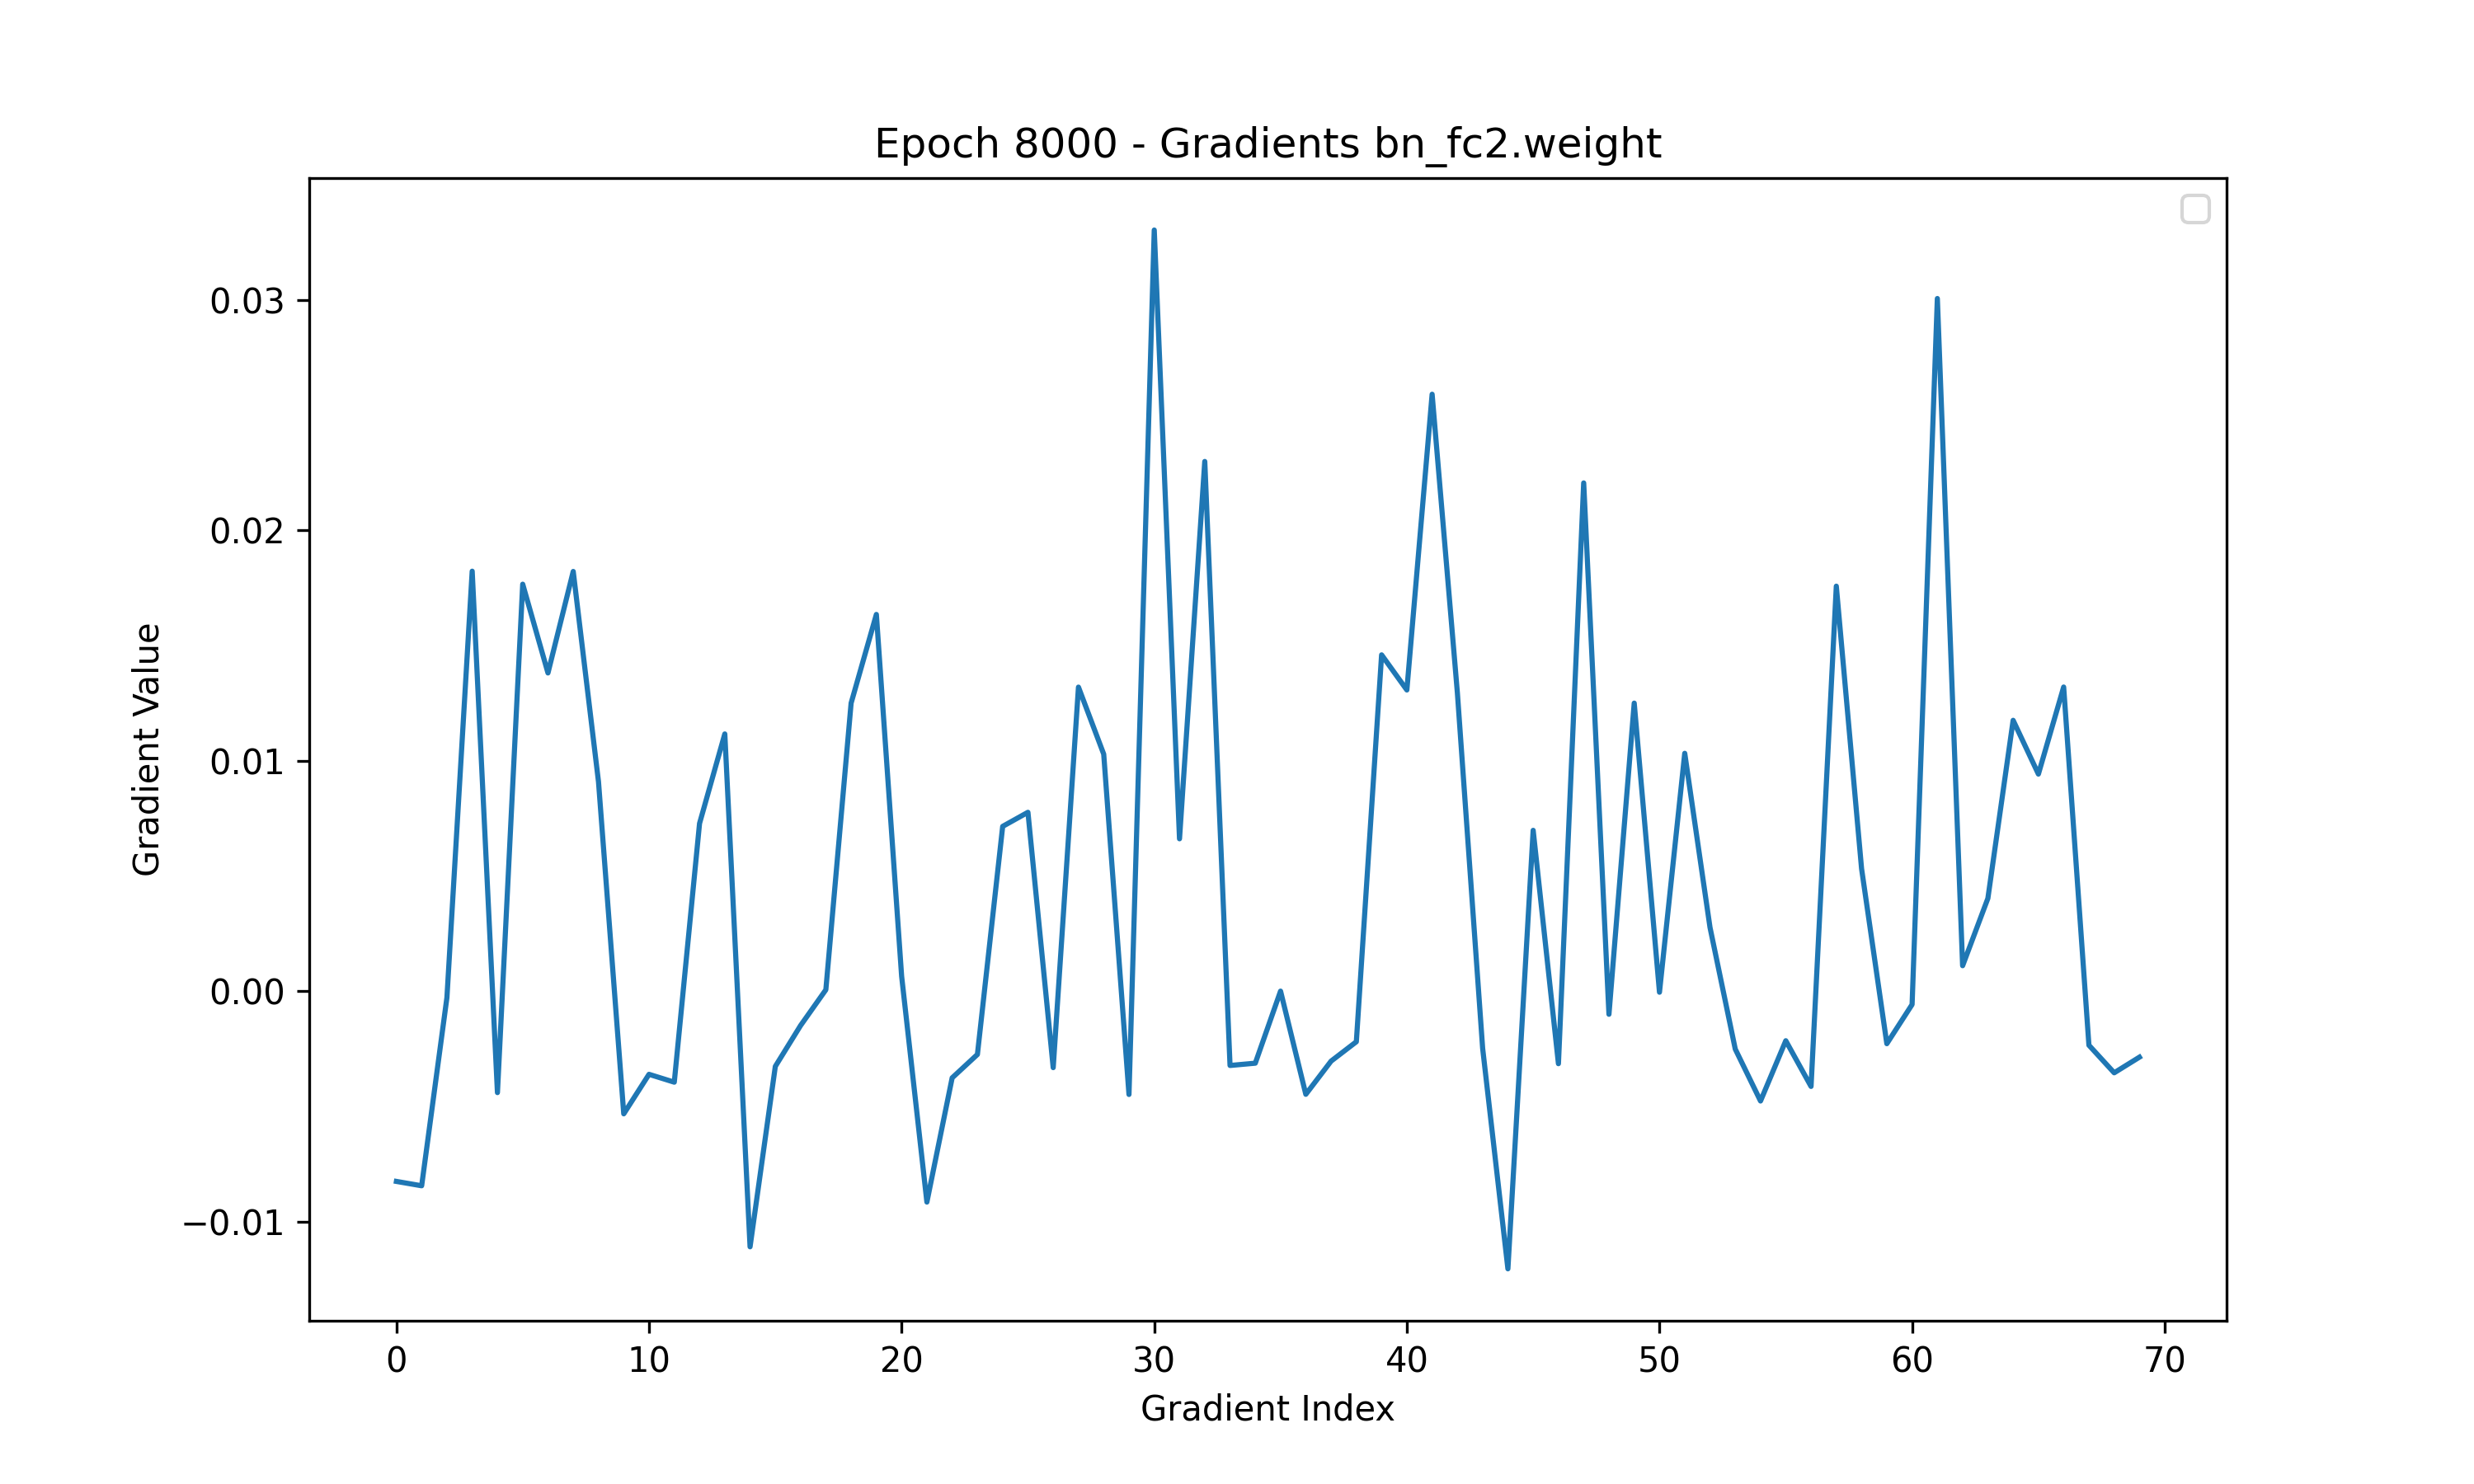 Epoch 8000 - Gradients bn_fc2.weight
0.03
0.02
0.01
0.00
−0.01
Gradient Value
0 10 20 30 40 50 60 70
Gradient Index